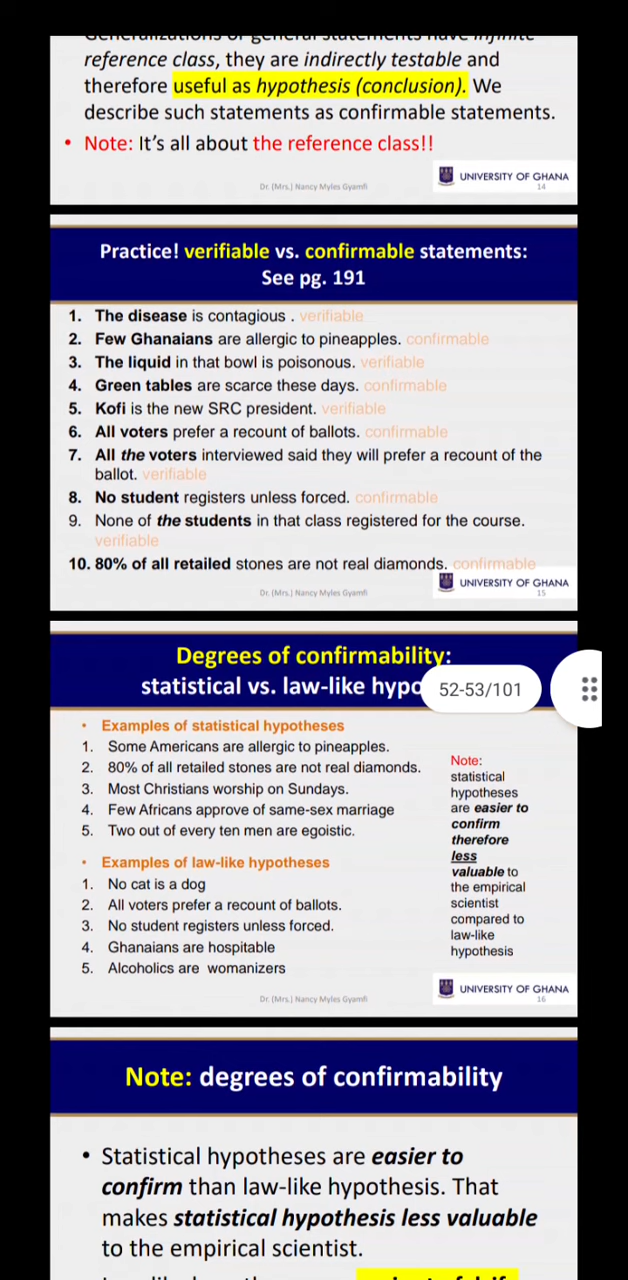 Generalizations or general statements have infinite
reference class, they are indirectly testable and
therefore useful as hypothesis (conclusion). We
describe such statements as confirmable statements.
• Note: It's all about the reference class!!
UNIVERSITY OF GHANA
Dr. (Mrs.) Nancy Myles Gyamfi
14
Practice! verifiable vs. confirmable statements:
See pg. 191
1. The disease is contagious . verifiable
2. Few Ghanaians are allergic to pineapples. confirmable
3. The liquid in that bowl is poisonous. verifiable
4. Green tables are scarce these days. confirmable
5. Kofi is the new SRC president. verifiable
6. All voters prefer a recount of ballots. confirmable
7. All the voters interviewed said they will prefer a recount of the
ballot. verifiable
8. No student registers unless forced. confirmable
9. None of the students in that class registered for the course.
verifiable
10. 80% of all retailed stones are not real diamonds. confirmable
UNIVERSITY OF GHANA
Dr. (Mrs.) Nancy Myles Gyamfi
15
Degrees of confirmability:
statistical vs. law-like hypo
52-53/101
• Examples of statistical hypotheses
1. Some Americans are allergic to pineapples.
2. 80% of all retailed stones are not real diamonds.
3. Most Christians worship on Sundays.
4. Few Africans approve of same-sex marriage
5. Two out of every ten men are egoistic.
• Examples of law-like hypotheses
1. No cat is a dog
2. All voters prefer a recount of ballots.
3. No student registers unless forced.
4. Ghanaians are hospitable
5. Alcoholics are womanizers
Note:
statistical
hypotheses
are easier to
confirm
therefore
less
valuable to
the empirical
scientist
compared to
law-like
hypothesis
UNIVERSITY OF GHANA
Dr. (Mrs.) Nancy Myles Gyamfi
16
Note: degrees of confirmability
• Statistical hypotheses are easier to
confirm than law-like hypothesis. That
makes statistical hypothesis less valuable
to the empirical scientist.